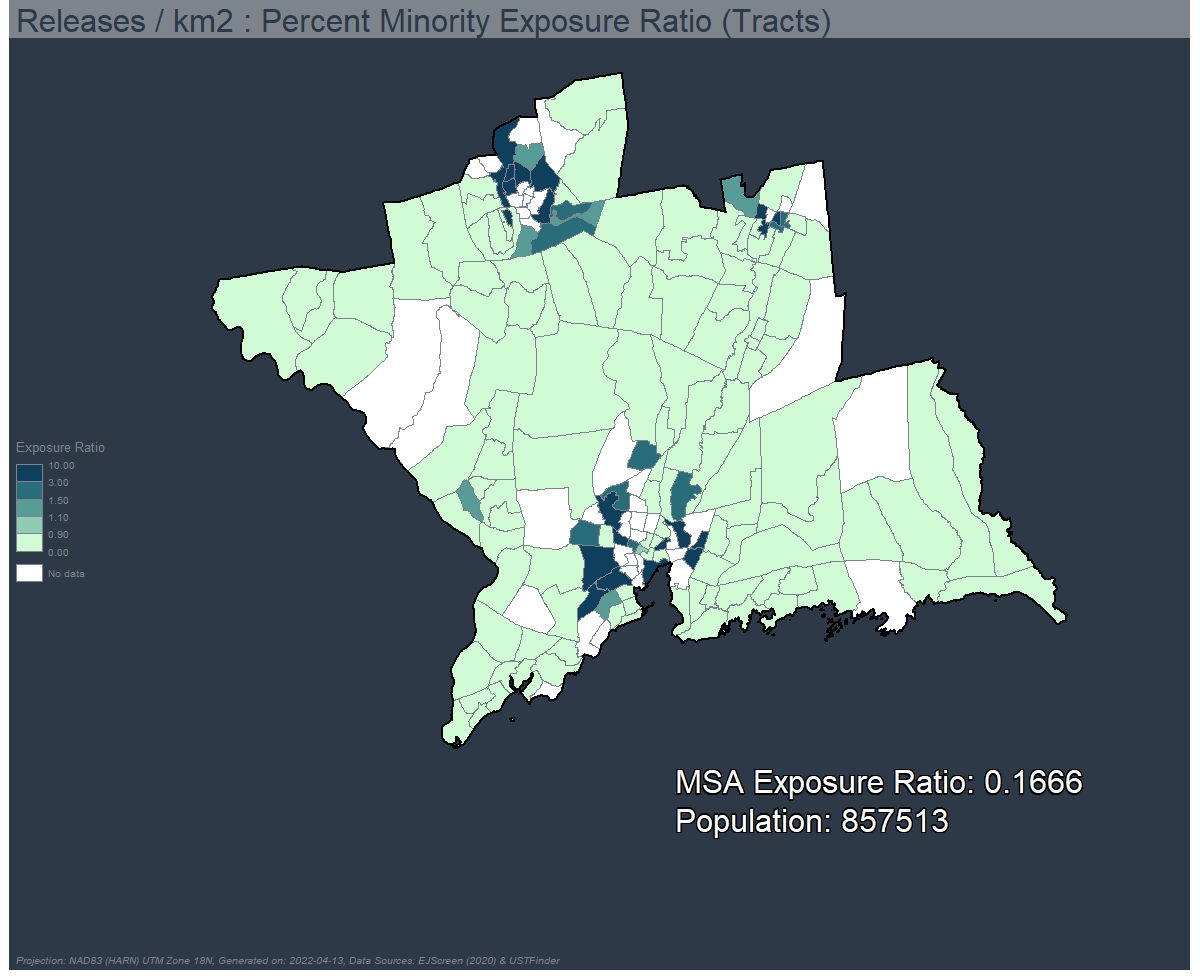 Releases / km2 : Percent Minority Exposure Ratio (Tracts)
Exposure Ratio
10.00
3.00
1.50
1.10
0.90
0.00
No data
MSA Exposure Ratio: 0.1666
Population: 857513
Projection: NAD83 (HARN) UTM Zone 18N, Generated on: 2022-04-13, Data Sources: EJScreen (2020) & USTFinder